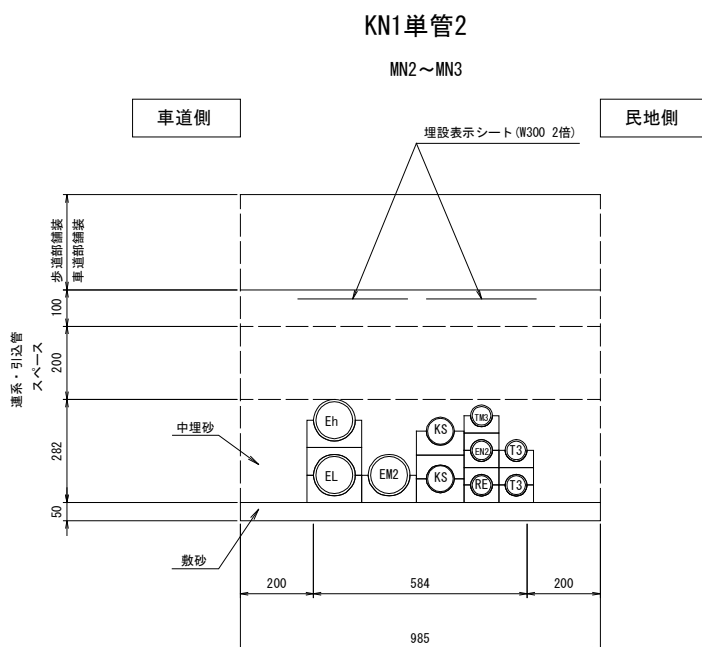 KN1単管2
MN2～MN3
車道側
民地側
埋設表示シート(W300 2倍)
歩道部舗装
車道部舗装
100
連系・引込管
スペース
200
282
50
中埋砂
敷砂
Eh
EL
EM2
KS
KS
TM3
EN2
RE
T3
T3
200
584
200
985